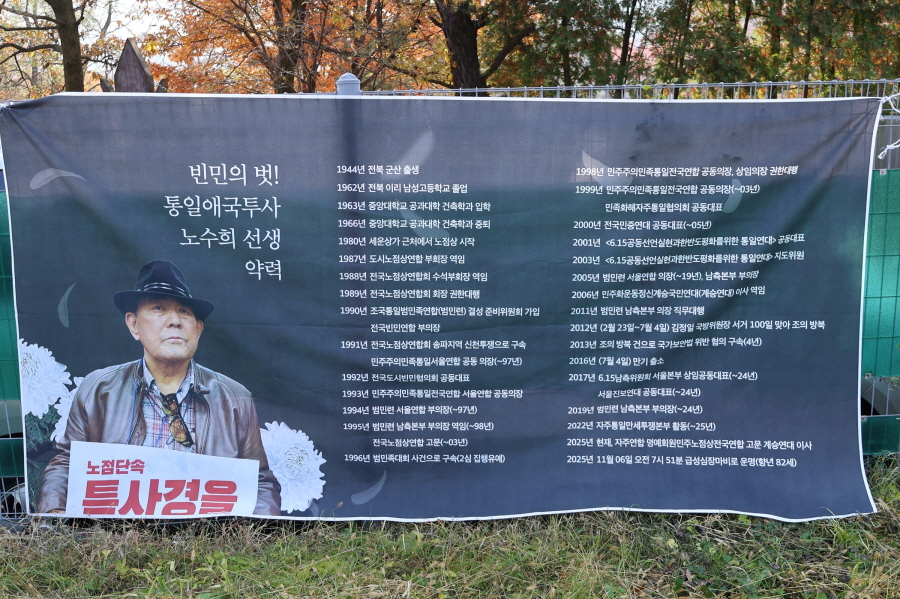 빈민의 벗!
통일애국투사
노수희 선생
약력
1944년 전북 군산 출생
1962년 전북 이리 남성고등학교 졸업
1963년 중앙대학교 공과대학 건축학과 입학
1966년 중앙대학교 공과대학 건축학과 중퇴
1980년 세운상가 근처에서 노점상 시작
1987년 도시노점상연합 부회장 역임
1988년 전국노점상연합회 수석부회장 역임
1989년 전국노점상연합회 회장 권한대행
1990년 조국통일범민족연합(범민련) 결성 준비위원회 가입
전국빈민연합 부의장
1991년 전국노점상연합회 송파지역 신천투쟁으로 구속
민주주의민족통일서울연합 공동 의장(~97년)
1992년 전국도시빈민협의회 공동대표
1993년 민주주의민족통일전국연합 서울연합 공동의장
1994년 범민련 서울연합 부의장(~97년)
1995년 범민련 남측본부 부의장 역임(~98년)
전국노점상연합 고문(~03년)
1996년 범민족대회 사건으로 구속(2심 집행유예)
1998년 민주주의민족통일전국연합 공동의장, 상임의장 권한대행
1999년 민주주의민족통일전국연합 공동의장(~03년)
민족화해자주통일협의회 공동대표
2000년 전국민중연대 공동대표(~05년)
2001년 <6.15공동선언실현과한반도평화를위한 통일연대> 공동대표
2003년 <6.15공동선언실현과한반도평화를위한 통일연대> 지도위원
2005년 범민련 서울연합 의장(~19년), 남측본부 부의장
2006년 민주화운동정신계승국민연대(계승연대) 이사 역임
2011년 범민련 남측본부 의장 직무대행
2012년 (2월 23일~7월 4일) 김정일 국방위원장 서거 100일 맞아 조의 방북
2013년 조의 방북 건으로 국가보안법 위반 혐의 구속(4년)
2016년 (7월 4일) 만기 출소
2017년 6.15남측위원회 서울본부 상임공동대표(~24년)
서울진보연대 공동대표(~24년)
2019년 범민련 남측본부 부의장(~24년)
2022년 자주통일만세투쟁본부 활동(~25년)
2025년 현재, 자주연합 명예회원민주노점상전국연합 고문 계승연대 이사
2025년 11월 06일 오전 7시 51분 급성심장마비로 운명(향년 82세)
노점단속
특사경을